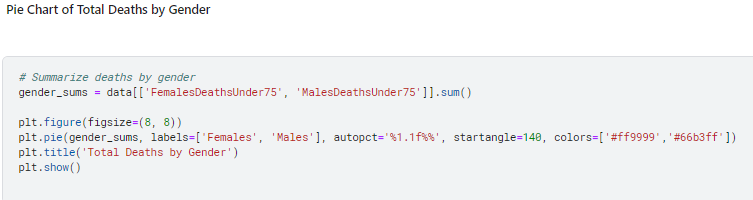 Pie Chart of Total Deaths by Gender
# Summarize deaths by gender
gender_sums = data[['FemalesDeathsUnder75', 'MalesDeathsUnder75']].sum()
plt.figure(figsize=(8, 8))
plt.pie(gender_sums, labels=['Females', 'Males'], autopct='%1.1f%%', startangle=140, colors=['#ff9999','#66b3ff'])
plt.title('Total Deaths by Gender')
plt.show()